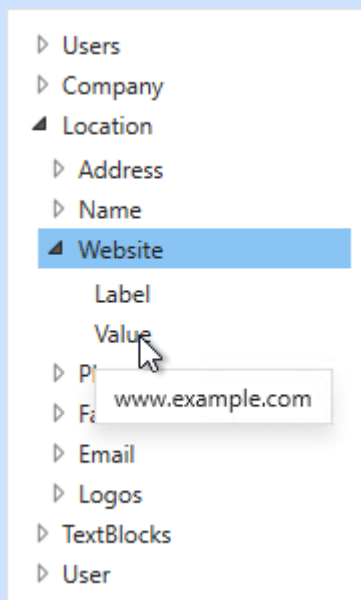 Users
Company
Location
Address
Name
Website
Label
Value
www.example.com
Email
Logos
TextBlocks
User